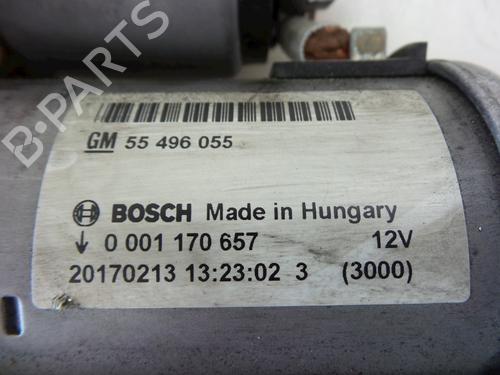 B-PARTS
GM 55 496 055
BOSCH Made in Hungary
0 001 170 657 12V
20170213 13:23:02 3 (3000)